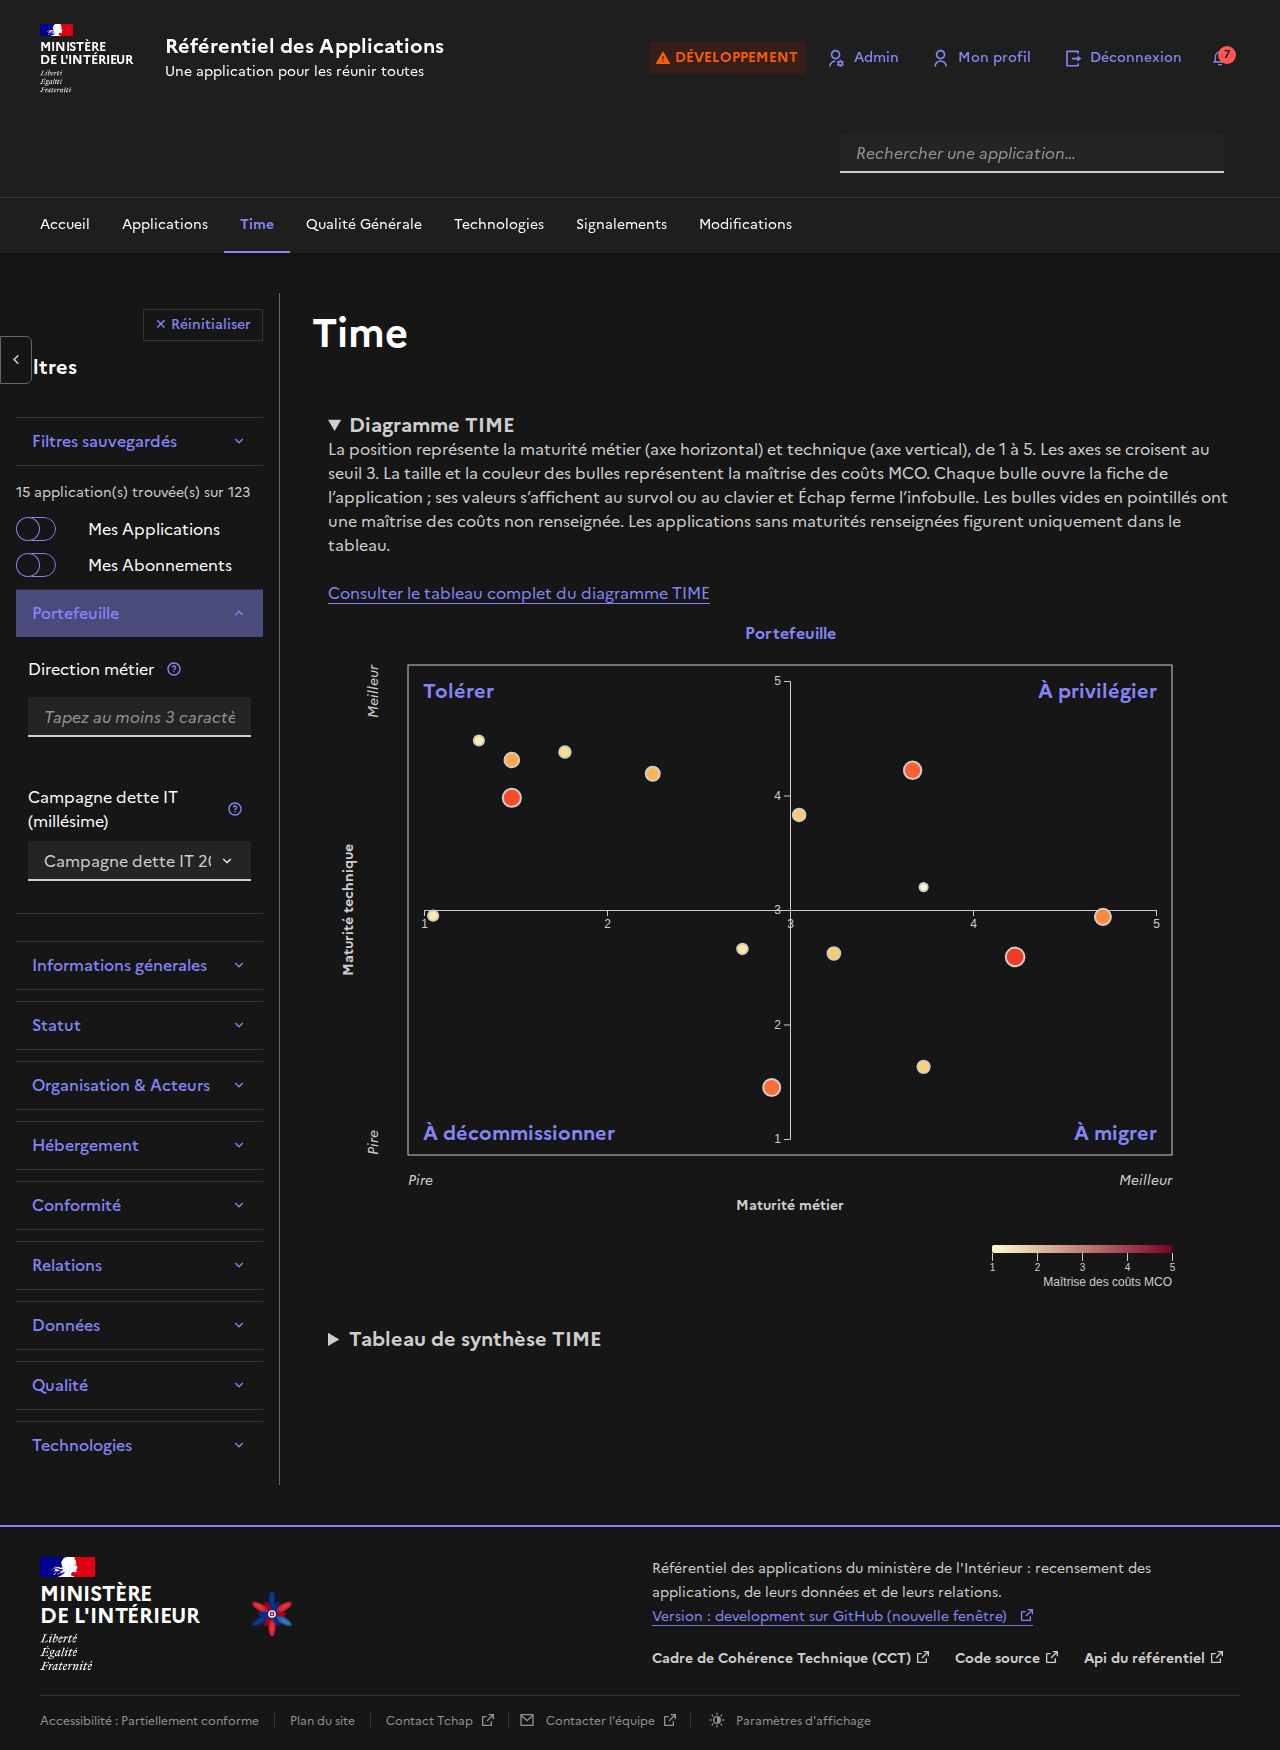 MINISTÈRE
DE L'INTÉRIEUR
Liberté
Égalité
Fraternité
Référentiel des Applications
Une application pour les réunir toutes
DÉVELOPPEMENT
Admin
Mon profil
Déconnexion
7
Rechercher une application…
Accueil
Applications
Time
Qualité Générale
Technologies
Signalements
Modifications
✕ Réinitialiser
ltres
Filtres sauvegardés
15 application(s) trouvée(s) sur 123
Mes Applications
Mes Abonnements
Portefeuille
Direction métier
Tapez au moins 3 caractè
Campagne dette IT
(millésime)
Campagne dette IT 20
Informations génerales
Statut
Organisation & Acteurs
Hébergement
Conformité
Relations
Données
Qualité
Technologies
Time
Diagramme TIME
La position représente la maturité métier (axe horizontal) et technique (axe vertical), de 1 à 5. Les axes se croisent au
seuil 3. La taille et la couleur des bulles représentent la maîtrise des coûts MCO. Chaque bulle ouvre la fiche de
l’application ; ses valeurs s’affichent au survol ou au clavier et Échap ferme l’infobulle. Les bulles vides en pointillés ont
une maîtrise des coûts non renseignée. Les applications sans maturités renseignées figurent uniquement dans le
tableau.
Consulter le tableau complet du diagramme TIME
Portefeuille
Meilleur
Tolérer
5
À privilégier
4
Maturité technique
3
1
2
3
4
5
2
Pire
À décommissionner
1
À migrer
Pire
Meilleur
Maturité métier
1
2
3
4
5
Maîtrise des coûts MCO
Tableau de synthèse TIME
MINISTÈRE
DE L'INTÉRIEUR
Liberté
Égalité
Fraternité
Référentiel des applications du ministère de l'Intérieur : recensement des
applications, de leurs données et de leurs relations.
Version : development sur GitHub (nouvelle fenêtre)
Cadre de Cohérence Technique (CCT)
Code source
Api du référentiel
Accessibilité : Partiellement conforme
Plan du site
Contact Tchap
Contacter l'équipe
Paramètres d'affichage